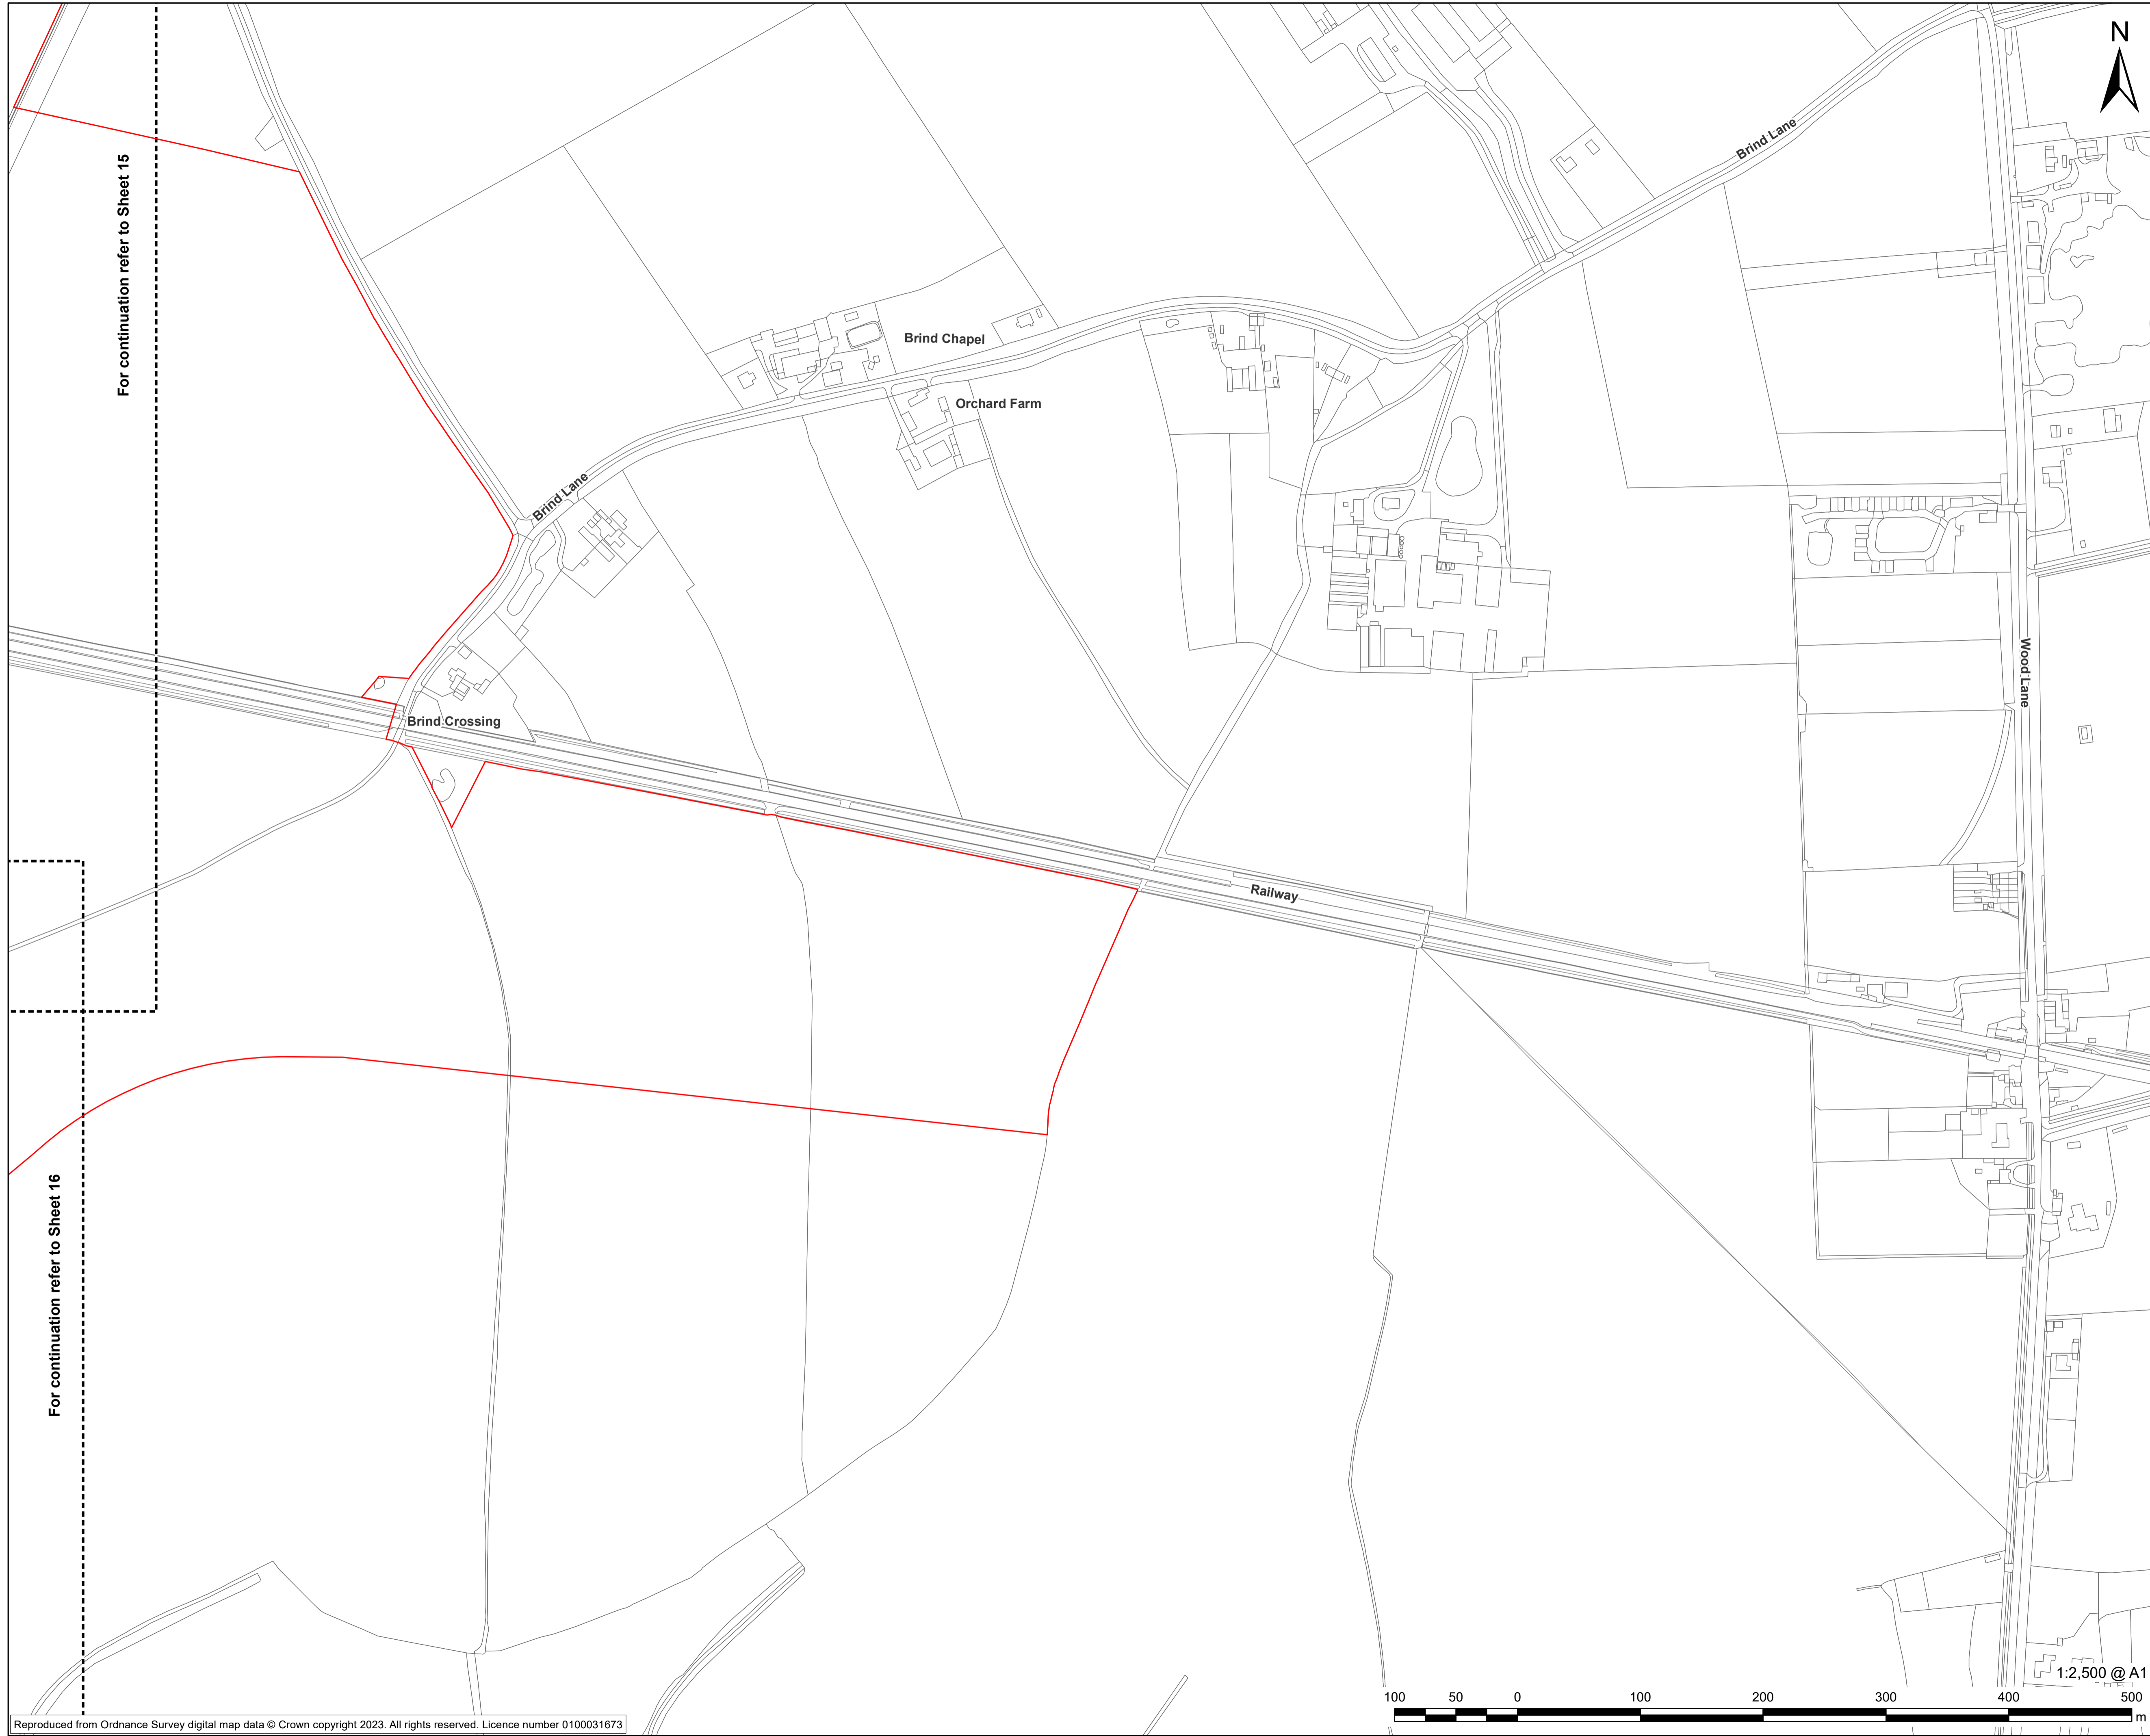 N
Brind Lane
For continuation refer to Sheet 15
Brind Chapel
Orchard Farm
Brind Lane
Wood Lane
Brind Crossing
Railway
For continuation refer to Sheet 16
1:2,500 @ A1
100 50 0 100 200 300 400 500
m
Reproduced from Ordnance Survey digital map data © Crown copyright 2023. All rights reserved. Licence number 0100031673